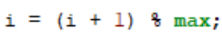 i = (i + 1) % max;